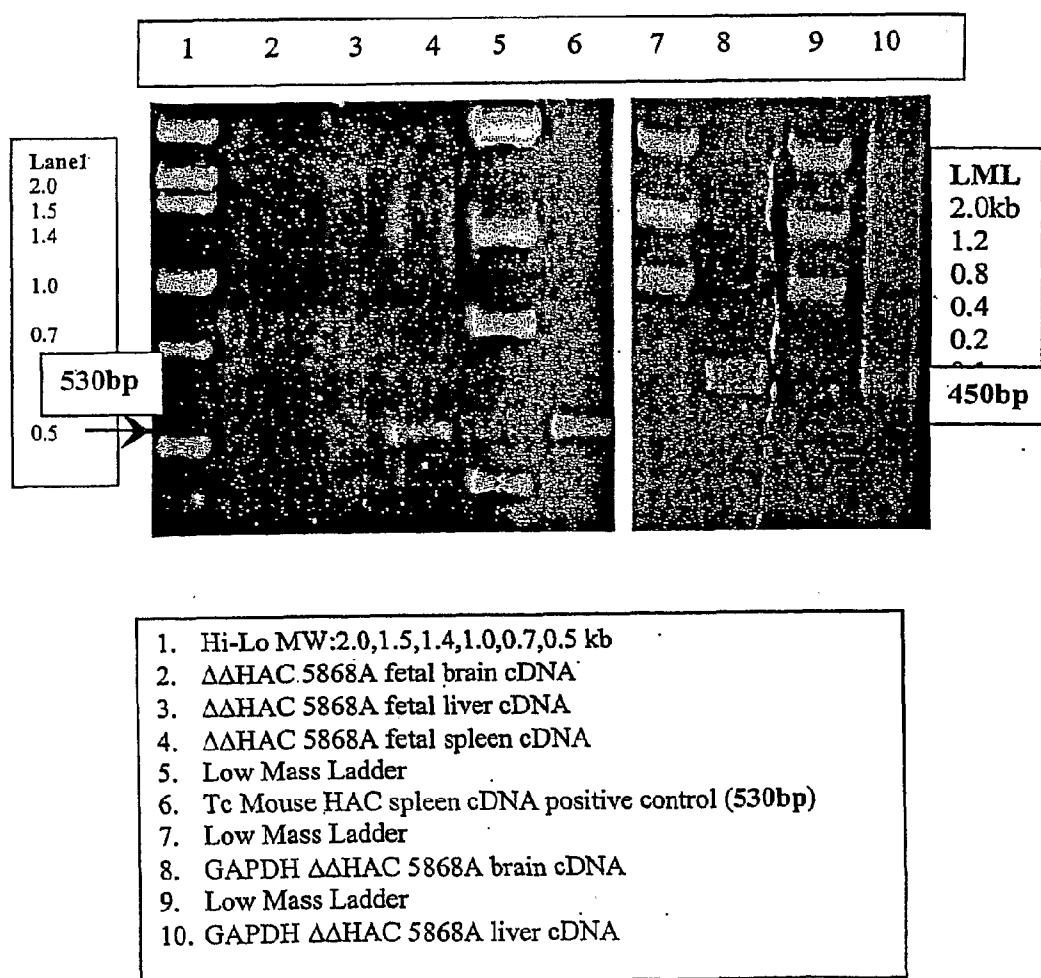 1 2 3 4 5 6 7 8 9 10
Lane1
2.0
1.5
1.4
1.0
0.7
530bp
0.5
LML
2.0kb
1.2
0.8
0.4
0.2
450bp
1. Hi-Lo MW:2.0,1.5,1.4,1.0,0.7,0.5 kb
2. ΔΔHAC 5868A fetal brain cDNA
3. ΔΔHAC 5868A fetal liver cDNA
4. ΔΔHAC 5868A fetal spleen cDNA
5. Low Mass Ladder
6. Tc Mouse HAC spleen cDNA positive control (530bp)
7. Low Mass Ladder
8. GAPDH ΔΔHAC 5868A brain cDNA
9. Low Mass Ladder
10. GAPDH ΔΔHAC 5868A liver cDNA